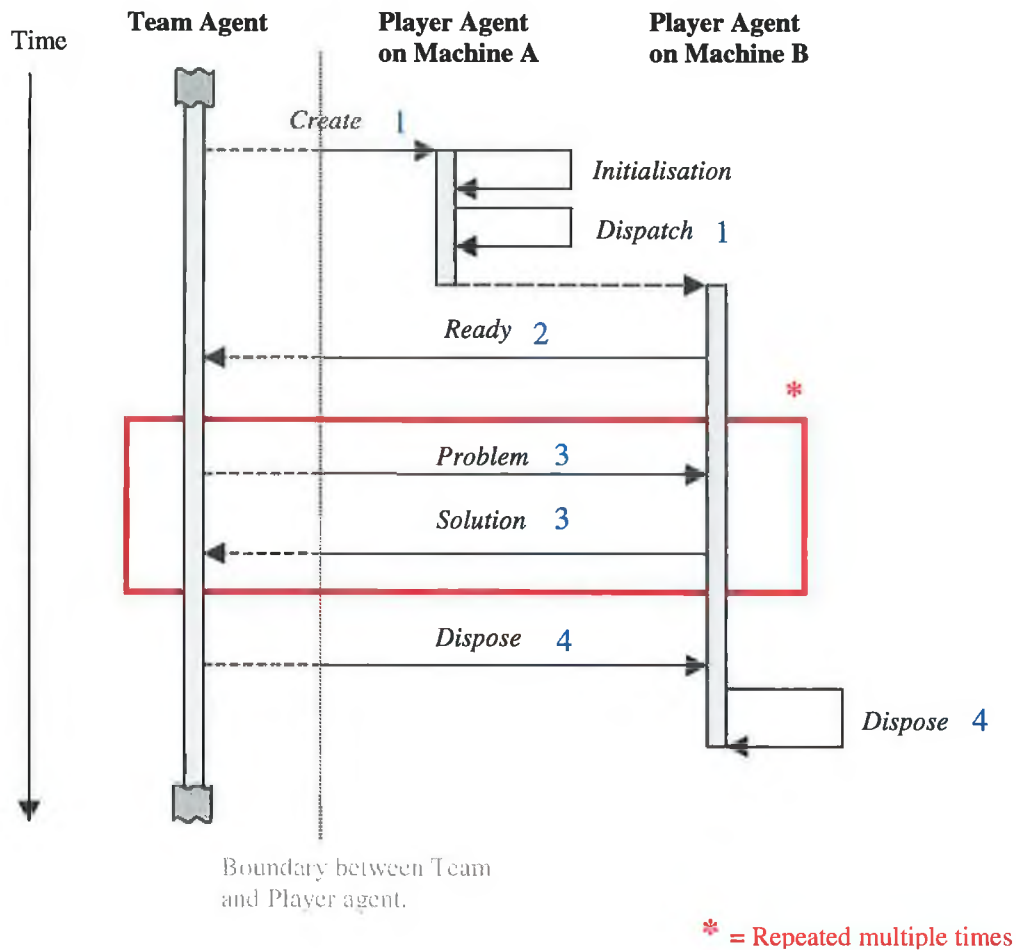 Time
Team Agent
Player Agent
on Machine A
Player Agent
on Machine B
Create 1
Initialisation
Dispatch 1
Ready 2
*
Problem 3
Solution 3
Dispose 4
Dispose 4
Boundary between Team
and Player agent.
* = Repeated multiple times